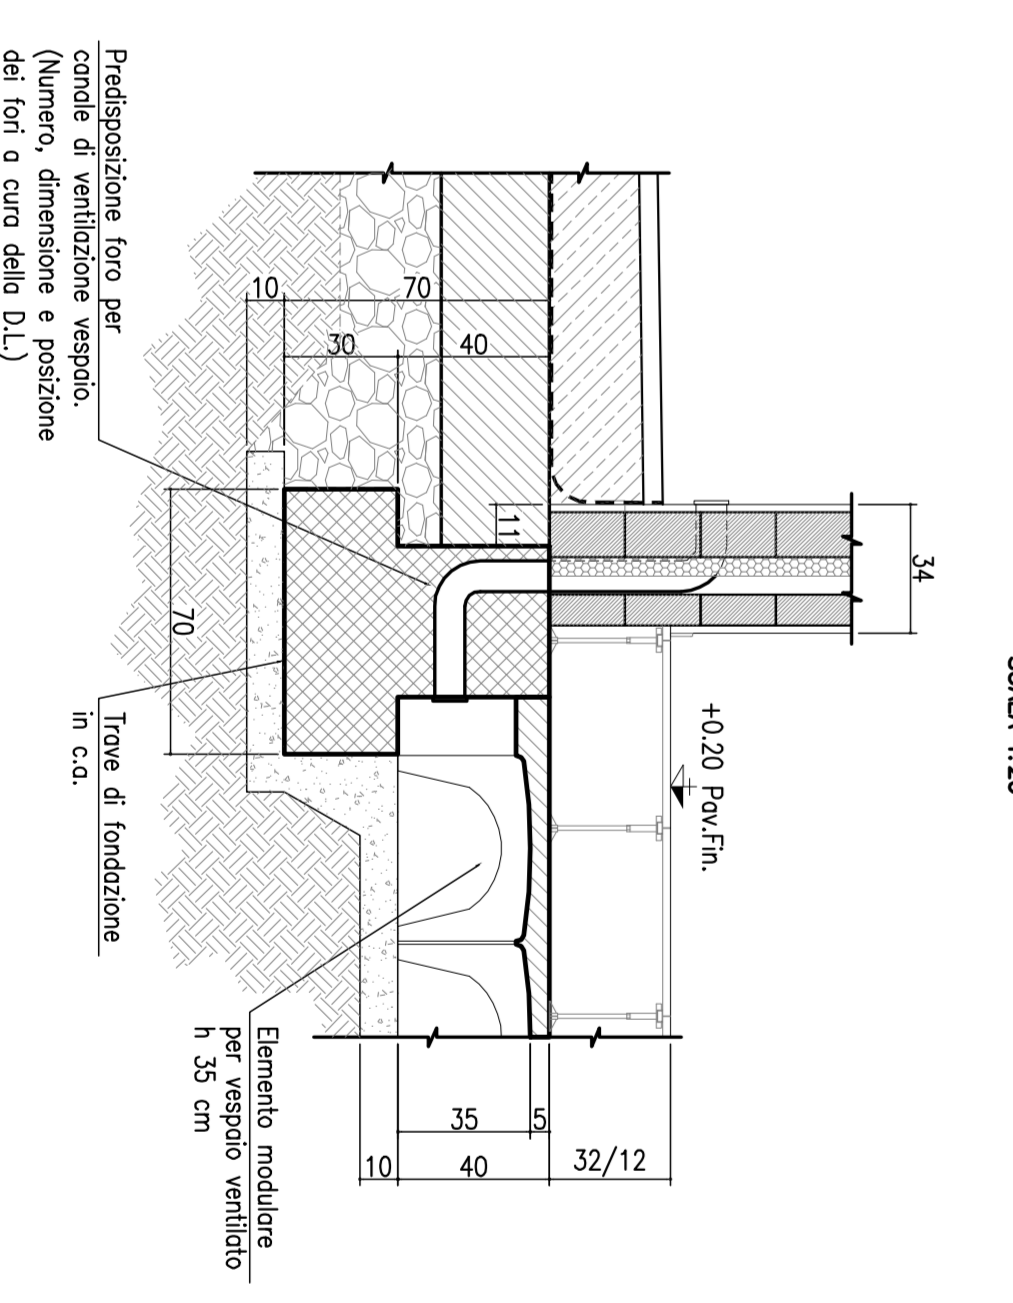 34
+0.20 Pav.Fin.
11
10
70
30
40
70
35
5
32/12
10
40
Predisposizione foro per
canale di ventilazione vespaio.
(Numero, dimensione e posizione
dei fori a cura della D.L.)
Trave di fondazione
in c.a.
Elemento modulare
per vespaio ventilato
h 35 cm